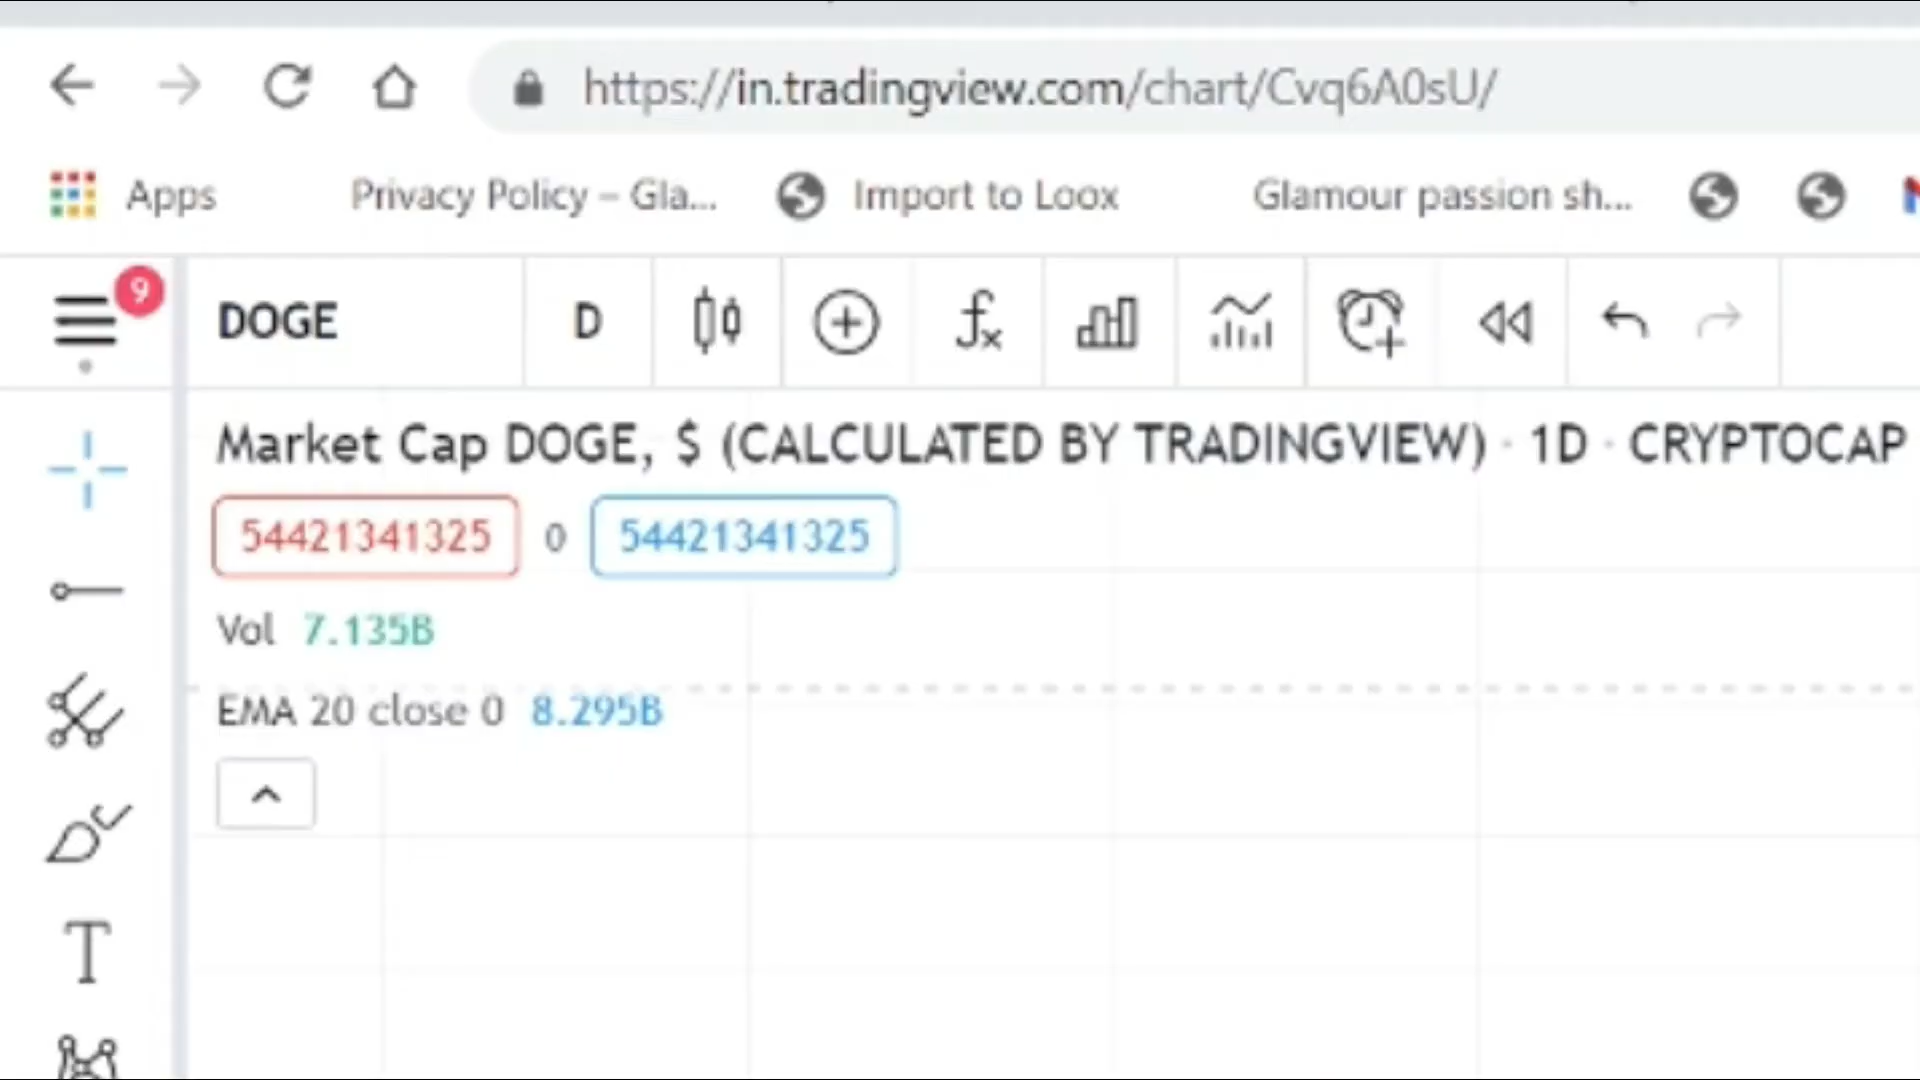 https://in.tradingview.com/chart/Cvq6A0sU/
Apps Privacy Policy – Gla... Import to Loox Glamour passion sh...
9
DOGE D
Market Cap DOGE, $ (CALCULATED BY TRADINGVIEW) · 1D · CRYPTOCAP
54421341325 0 54421341325
Vol 7.135B
EMA 20 close 0 8.295B